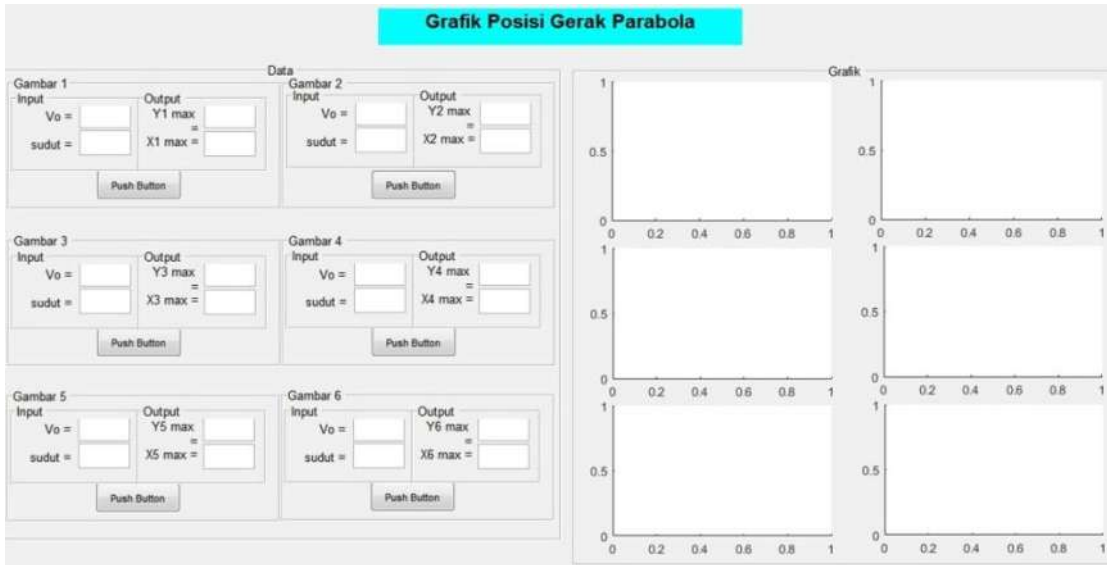 Grafik Posisi Gerak Parabola
Data
Gambar 1
Input
Vo =
sudut =
Output
Y1 max
=
X1 max =
Push Button
Gambar 2
Input
Vo =
sudut =
Output
Y2 max
=
X2 max =
Push Button
Gambar 3
Input
Vo =
sudut =
Output
Y3 max
=
X3 max =
Push Button
Gambar 4
Input
Vo =
sudut =
Output
Y4 max
=
X4 max =
Push Button
Gambar 5
Input
Vo =
sudut =
Output
Y5 max
=
X5 max =
Push Button
Gambar 6
Input
Vo =
sudut =
Output
Y6 max
=
X6 max =
Push Button
Grafik
1
0.5
0
0 0.2 0.4 0.6 0.8 1
1
0.5
0
0 0.2 0.4 0.6 0.8 1
1
0.5
0
0 0.2 0.4 0.6 0.8 1
1
0.5
0
0 0.2 0.4 0.6 0.8 1
1
0.5
0
0 0.2 0.4 0.6 0.8 1
1
0.5
0
0 0.2 0.4 0.6 0.8 1